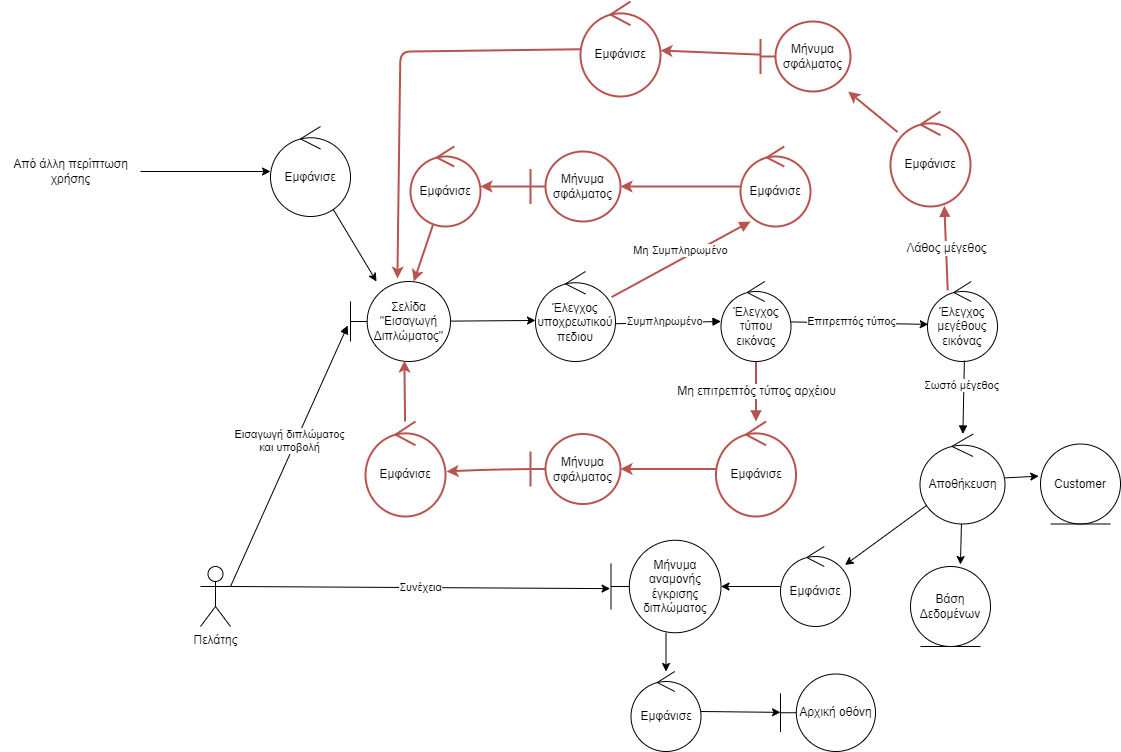 Εμφάνισε
Μήνυμα
σφάλματος
Από άλλη περίπτωση
χρήσης
Εμφάνισε
Εμφάνισε
Μήνυμα
σφάλματος
Εμφάνισε
Εμφάνισε
Μη Συμπληρωμένο
Λάθος μέγεθος
Σελίδα
"Εισαγωγή
Διπλώματος"
Έλεγχος
υποχρεωτικού
πεδιου
Συμπληρωμένο
Έλεγχος
τύπου
εικόνας
Επιτρεπτός τύπος
Έλεγχος
μεγέθους
εικόνας
Μη επιτρεπτός τύπος αρχέιου
Σωστό μέγεθος
Εισαγωγή διπλώματος
και υποβολή
Εμφάνισε
Μήνυμα
σφάλματος
Εμφάνισε
Αποθήκευση
Customer
Πελάτης
Συνέχεια
Μήνυμα
αναμονής
έγκρισης
διπλώματος
Εμφάνισε
Βάση
Δεδομένων
Εμφάνισε
Αρχική οθόνη